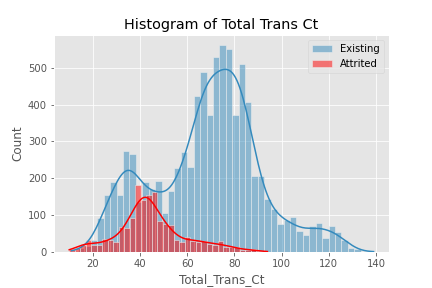 Histogram of Total Trans Ct
Existing
Attrited
Count
500
400
300
200
100
0
20 40 60 80 100 120 140
Total_Trans_Ct